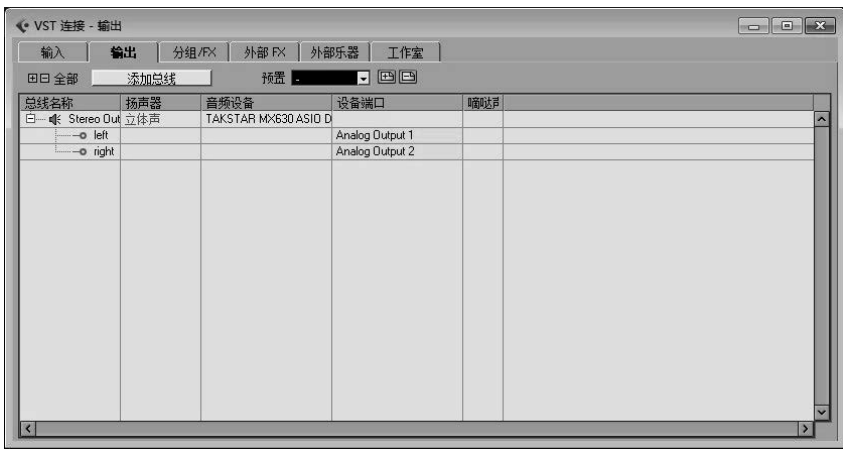 VST 连接 - 输出
输入 输出 分组/FX 外部 FX 外部乐器 工作室
全部 添加总线 预置 -
总线名称 扬声器 音频设备 设备端口 嘀哒声
Stereo Out 立体声 TAKSTAR MX630 ASIO D
left Analog Output 1
right Analog Output 2